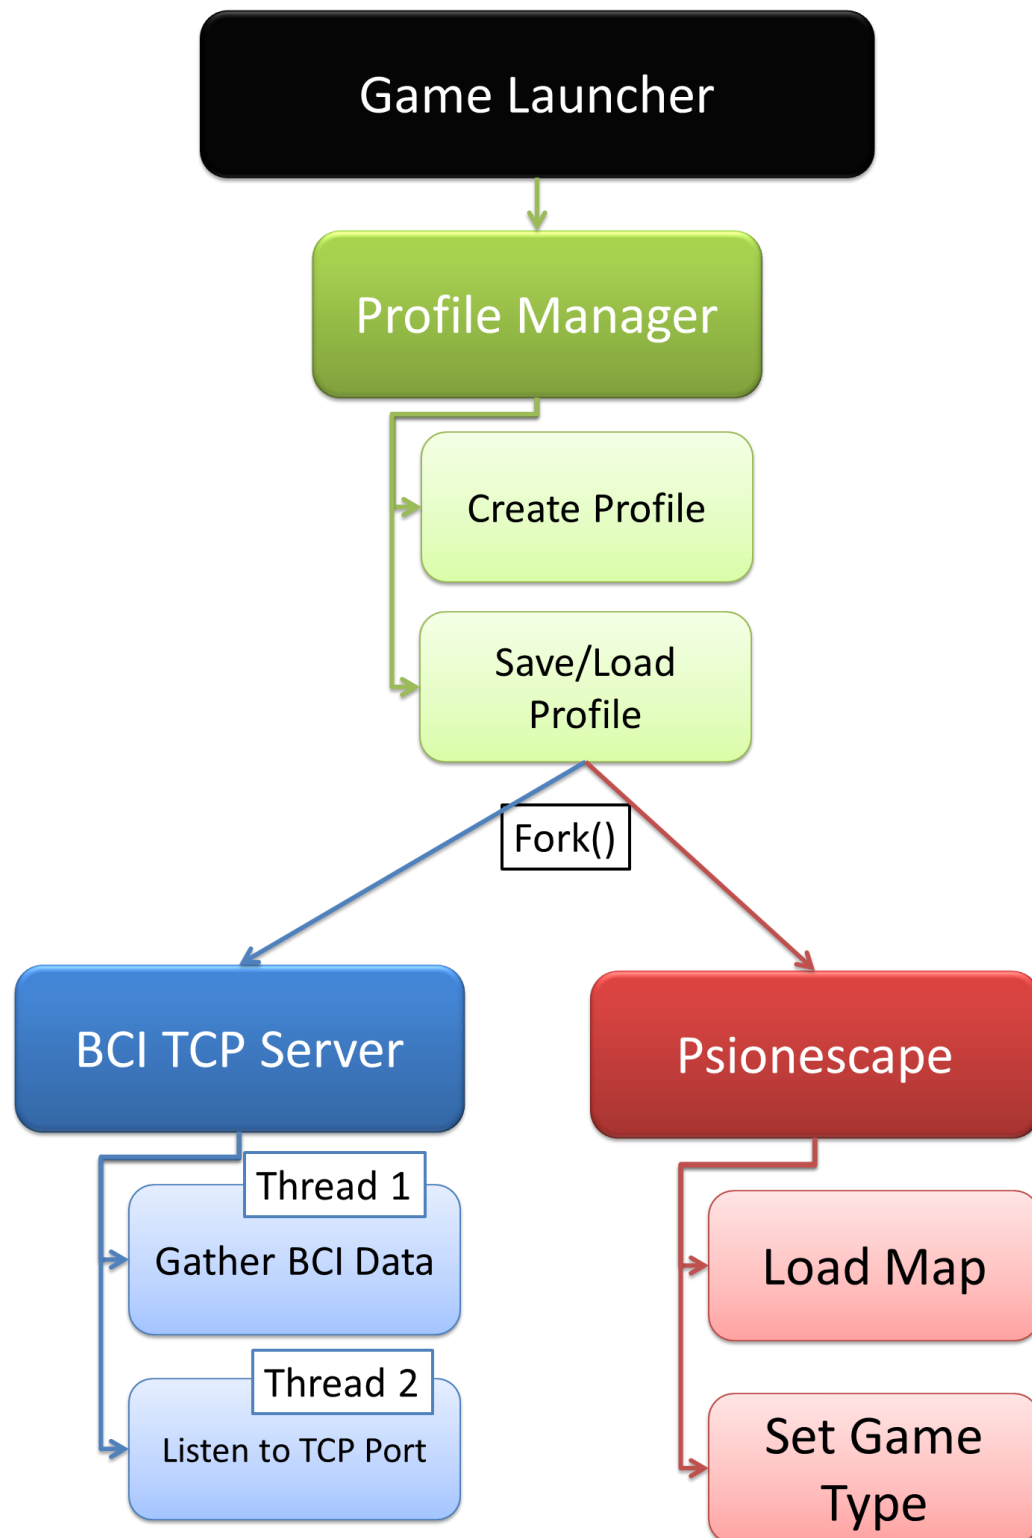 Game Launcher
Profile Manager
Create Profile
Save/Load
Profile
Fork()
BCI TCP Server
Psionescape
Thread 1
Gather BCI Data
Load Map
Thread 2
Listen to TCP Port
Set Game
Type